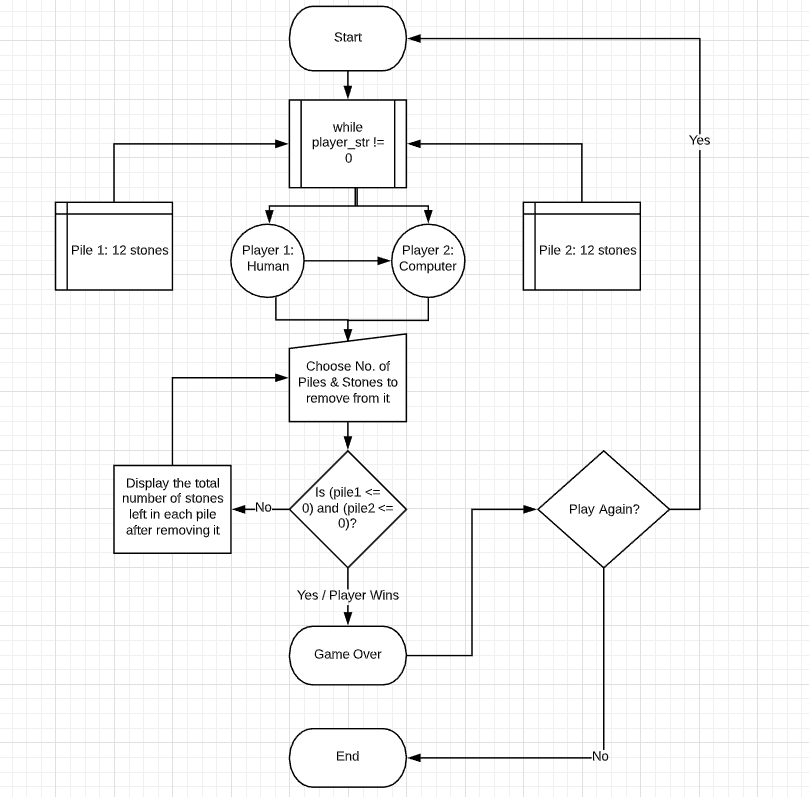 Start
while
player_str !=
0
Yes
Pile 1: 12 stones
Player 1:
Human
Player 2:
Computer
Pile 2: 12 stones
Choose No. of
Piles & Stones to
remove from it
Display the total
number of stones
left in each pile
after removing it
No
Is (pile1 <=
0) and (pile2 <=
0)?
Play Again?
Yes / Player Wins
Game Over
End
No